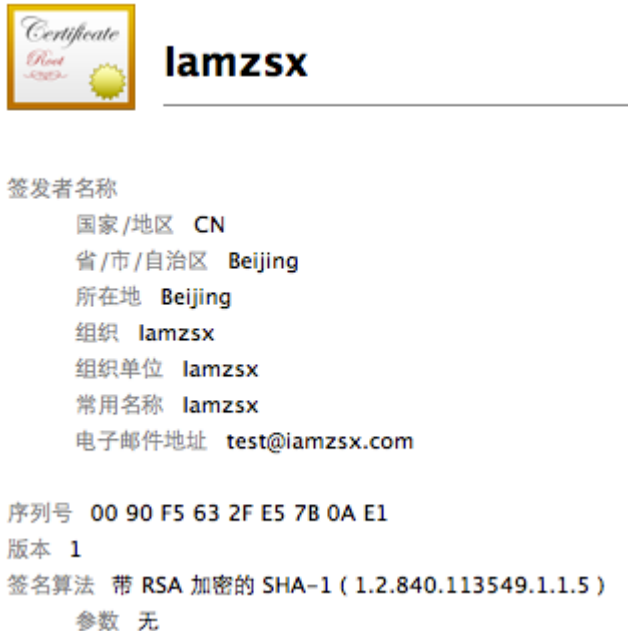 Certificate
Root
Iamzsx
签发者名称
国家/地区 CN
省/市/自治区 Beijing
所在地 Beijing
组织 Iamzsx
组织单位 Iamzsx
常用名称 Iamzsx
电子邮件地址 test@iamzsx.com
序列号 00 90 F5 63 2F E5 7B 0A E1
版本 1
签名算法 带 RSA 加密的 SHA-1 ( 1.2.840.113549.1.1.5 )
参数 无